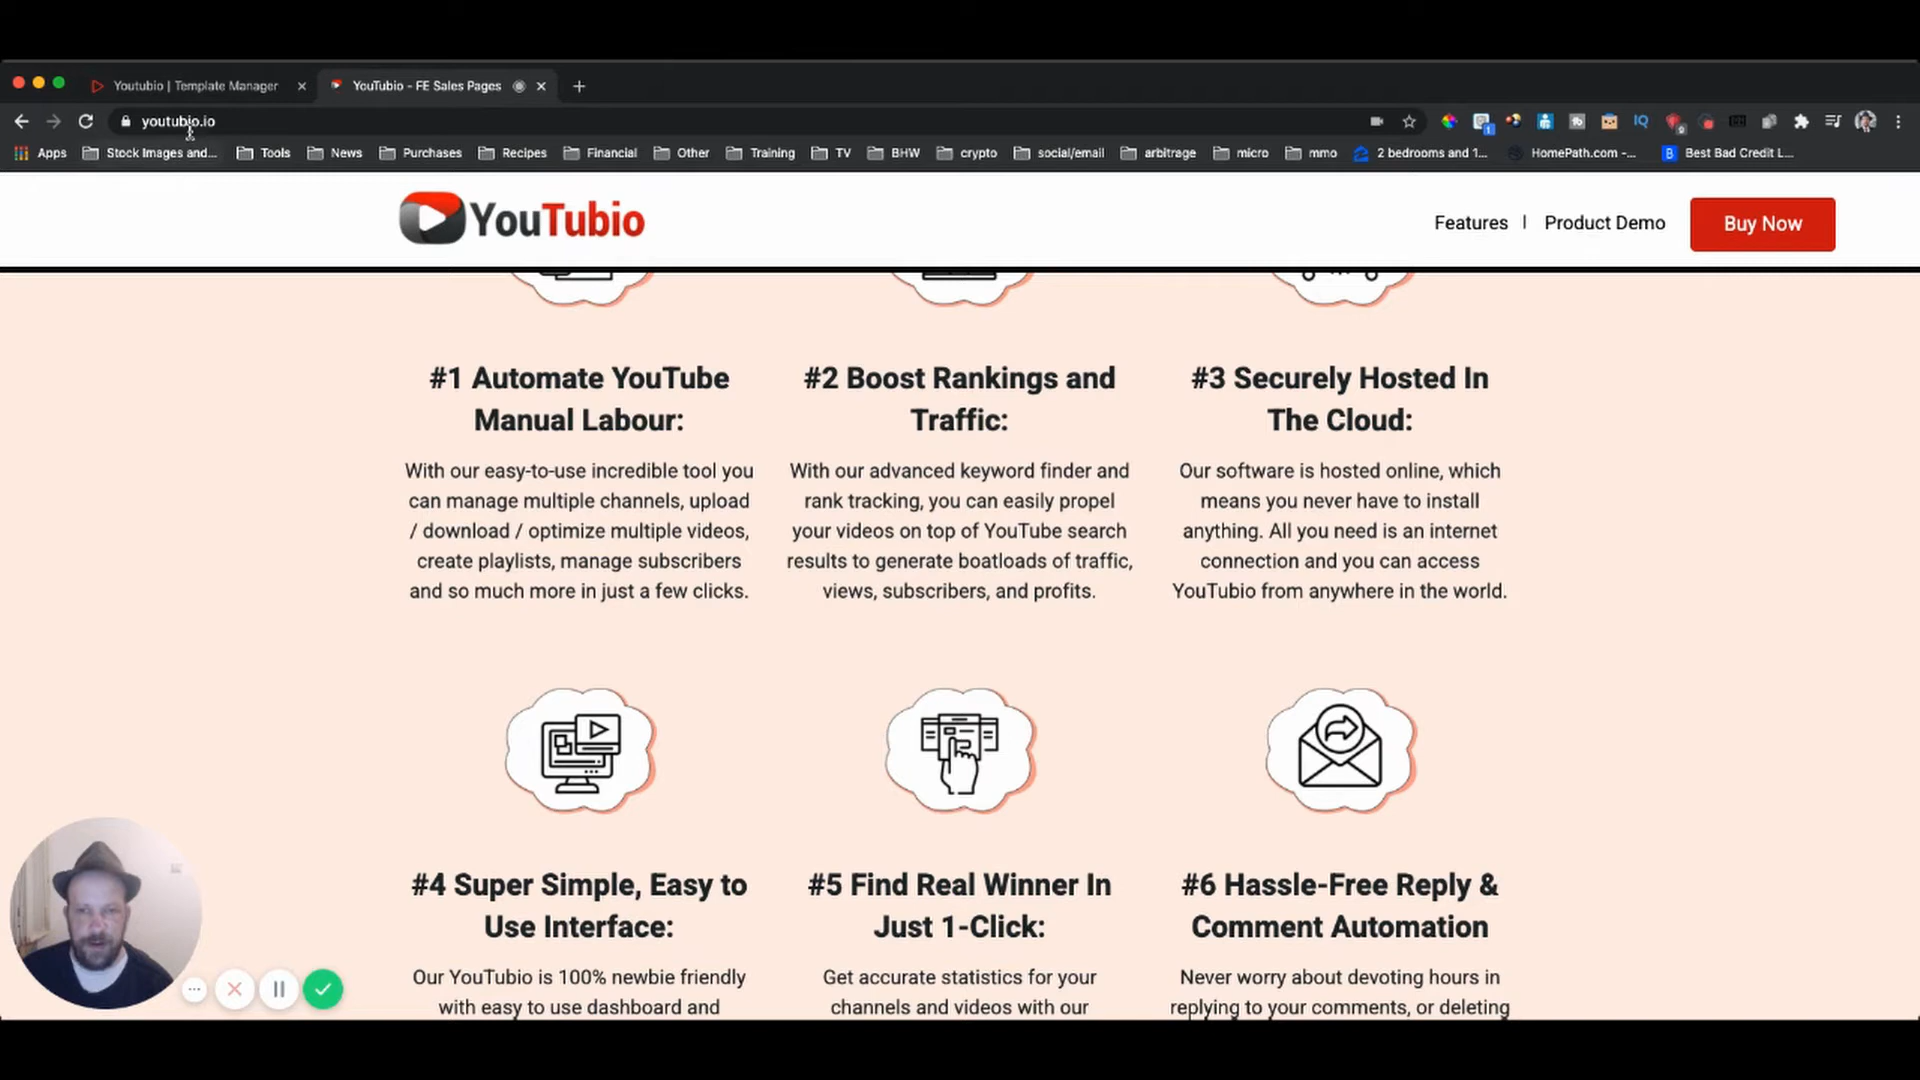 Youtubio | Template Manager
YouTubio - FE Sales Pages
youtubio.io
Apps
Stock Images and...
Tools
News
Purchases
Recipes
Financial
Other
Training
TV
BHW
crypto
social/email
arbitrage
micro
mmo
2 bedrooms and 1...
HomePath.com -...
Best Bad Credit L...
YouTubio
Features | Product Demo
Buy Now
#1 Automate YouTube
Manual Labour:
With our easy-to-use incredible tool you
can manage multiple channels, upload
/ download / optimize multiple videos,
create playlists, manage subscribers
and so much more in just a few clicks.
#2 Boost Rankings and
Traffic:
With our advanced keyword finder and
rank tracking, you can easily propel
your videos on top of YouTube search
results to generate boatloads of traffic,
views, subscribers, and profits.
#3 Securely Hosted In
The Cloud:
Our software is hosted online, which
means you never have to install
anything. All you need is an internet
connection and you can access
YouTubio from anywhere in the world.
#4 Super Simple, Easy to
Use Interface:
Our YouTubio is 100% newbie friendly
with easy to use dashboard and
#5 Find Real Winner In
Just 1-Click:
Get accurate statistics for your
channels and videos with our
#6 Hassle-Free Reply &
Comment Automation
Never worry about devoting hours in
replying to your comments, or deleting